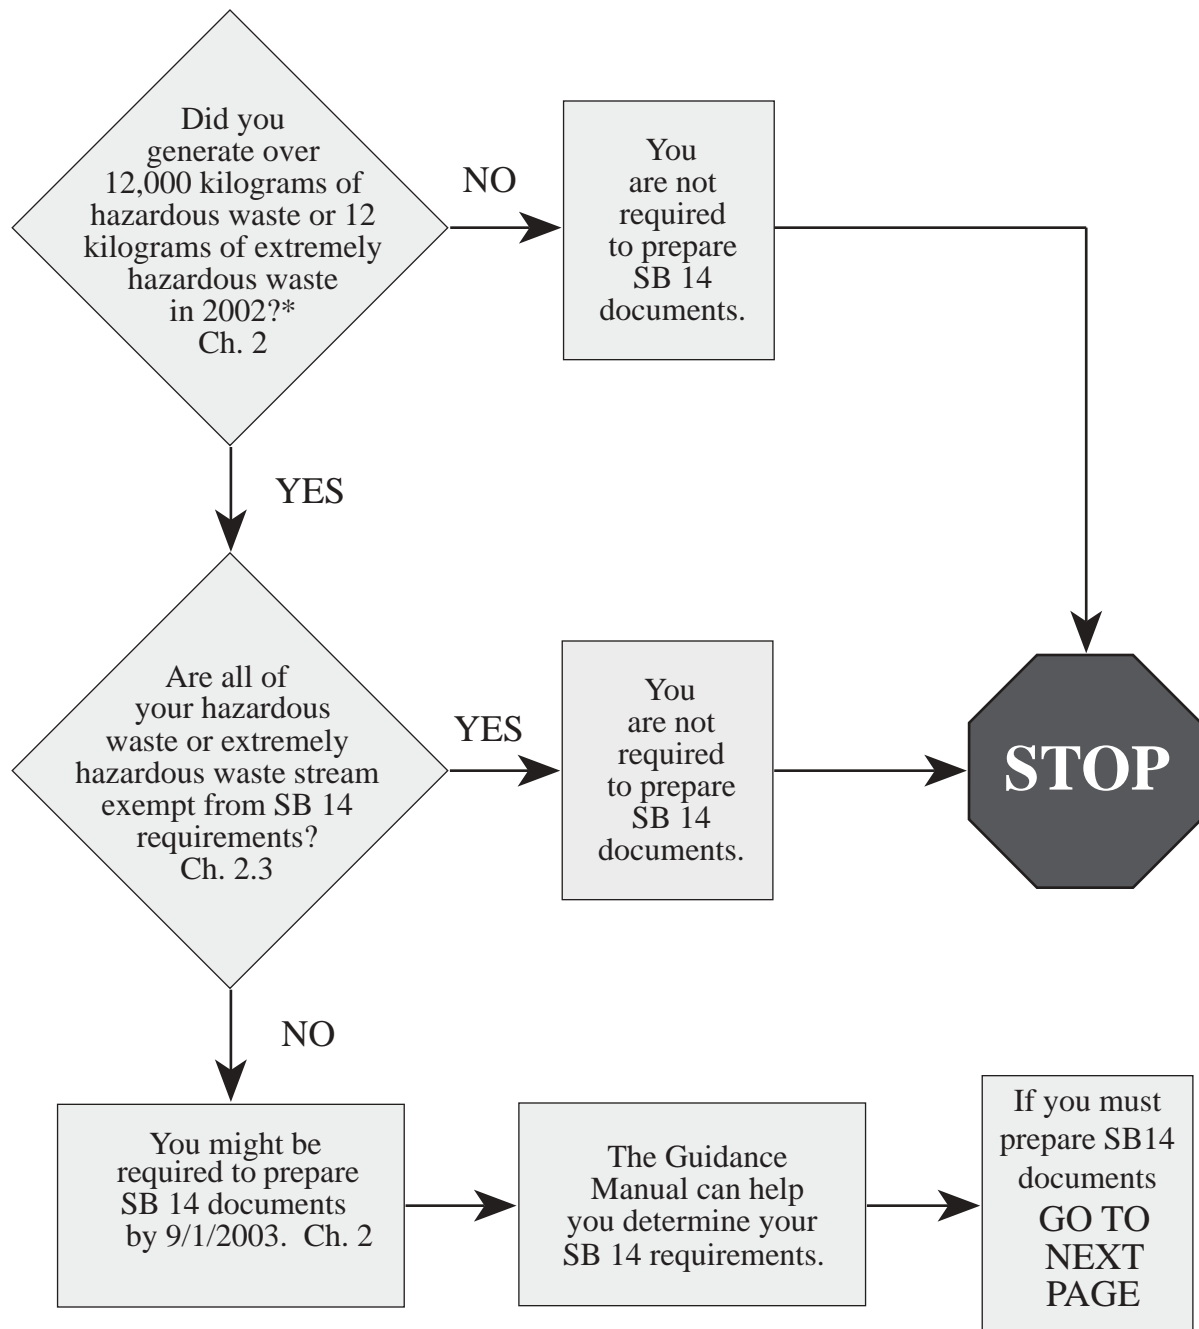 Did you
generate over
12,000 kilograms of
hazardous waste or 12
kilograms of extremely
hazardous waste
in 2002?*
Ch. 2
NO
You
are not
required
to prepare
SB 14
documents.
YES
Are all of
your hazardous
waste or extremely
hazardous waste stream
exempt from SB 14
requirements?
Ch. 2.3
YES
You
are not
required
to prepare
SB 14
documents.
STOP
NO
You might be
required to prepare
SB 14 documents
by 9/1/2003. Ch. 2
The Guidance
Manual can help
you determine your
SB 14 requirements.
If you must
prepare SB14
documents
GO TO
NEXT
PAGE